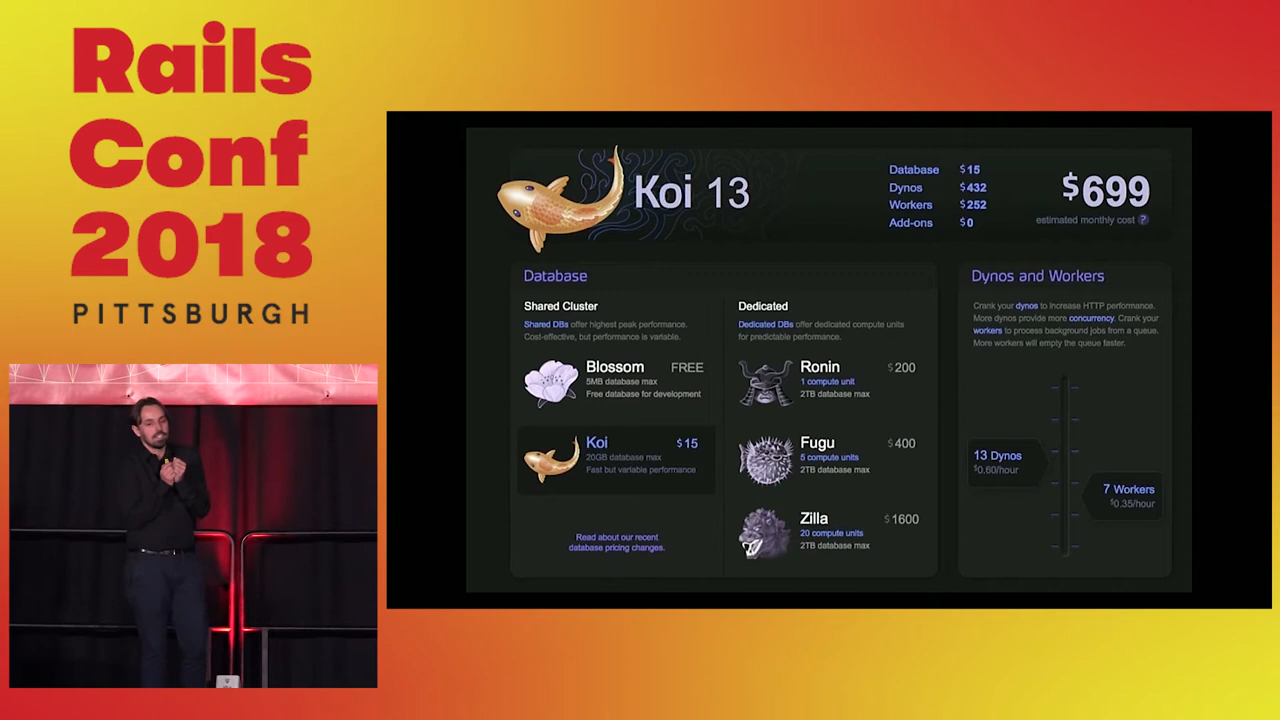 Rails
Conf
2018
PITTSBURGH
Koi 13
Database $15
Dynos $432
Workers $252
Add-ons $0
$699
estimated monthly cost ?
Database
Shared Cluster
Shared DBs offer highest peak performance.
Cost-effective, but performance is variable.
Blossom FREE
5MB database max
Free database for development
Koi $15
20GB database max
Fast but variable performance
Read about our recent
database pricing changes.
Dedicated
Dedicated DBs offer dedicated compute units
for predictable performance.
Ronin $200
1 compute unit
2TB database max
Fugu $400
5 compute units
2TB database max
Zilla $1600
20 compute units
2TB database max
Dynos and Workers
Crank your dynos to increase HTTP performance.
More dynos provide more concurrency. Crank your
workers to process background jobs from a queue.
More workers will empty the queue faster.
13 Dynos
$0.60/hour
7 Workers
$0.35/hour